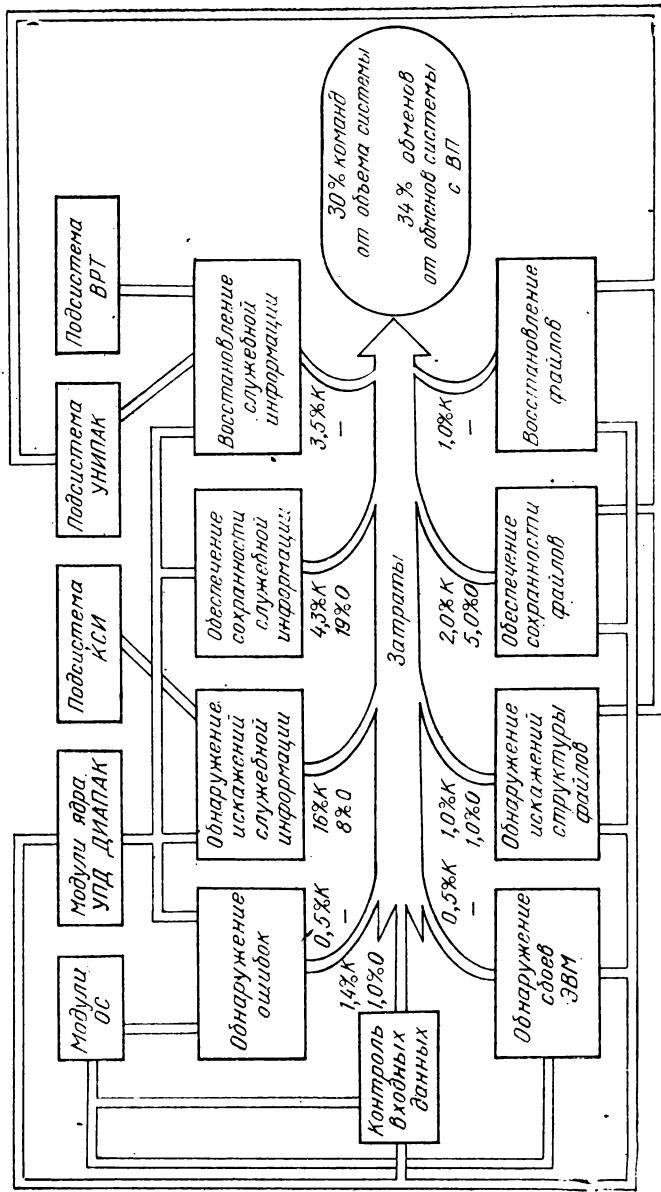 Модули
ОС
Модули ядра
УПД ДИАПАК
Подсистема
КСИ
Подсистема
УНИПАК
Подсистема
ВРТ
Обнаружение
ошибок
Обнаружение
искажений
служебной
информации
Обеспечение
сохранности
служебной
информации
Восстановление
служебной
информации
0,5%К
—
16%К
8%О
4,3%К
19%О
3,5%К
—
1,4%К
1,0%О
Контроль
входных
данных
Затраты
30% команд
от объема системы
34% обменов
от обменов системы
с ВП
0,5%К
—
1,0%К
1,0%О
2,0%К
5,0%О
1,0%К
—
Обнаружение
сбоев
ЭВМ
Обнаружение
искажений
структуры
файлов
Обеспечение
сохранности
файлов
Восстановление
файлов